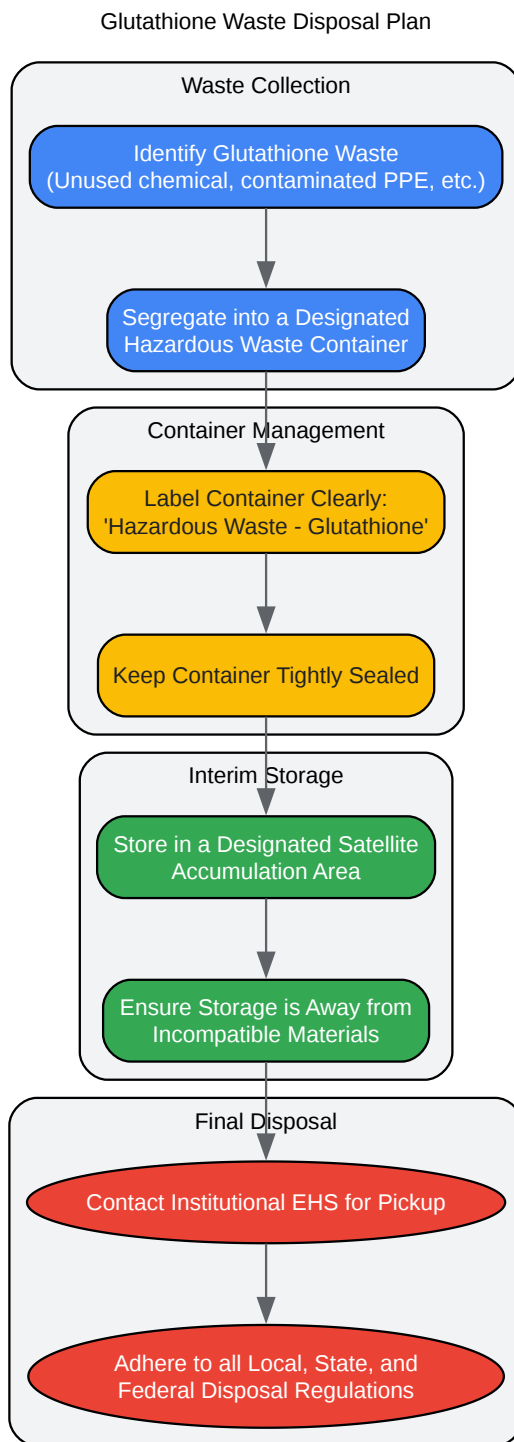 Glutathione Waste Disposal Plan
Waste Collection
Identify Glutathione Waste
(Unused chemical, contaminated PPE, etc.)
Segregate into a Designated
Hazardous Waste Container
Container Management
Label Container Clearly:
'Hazardous Waste - Glutathione'
Keep Container Tightly Sealed
Interim Storage
Store in a Designated Satellite
Accumulation Area
Ensure Storage is Away from
Incompatible Materials
Final Disposal
Contact Institutional EHS for Pickup
Adhere to all Local, State, and
Federal Disposal Regulations